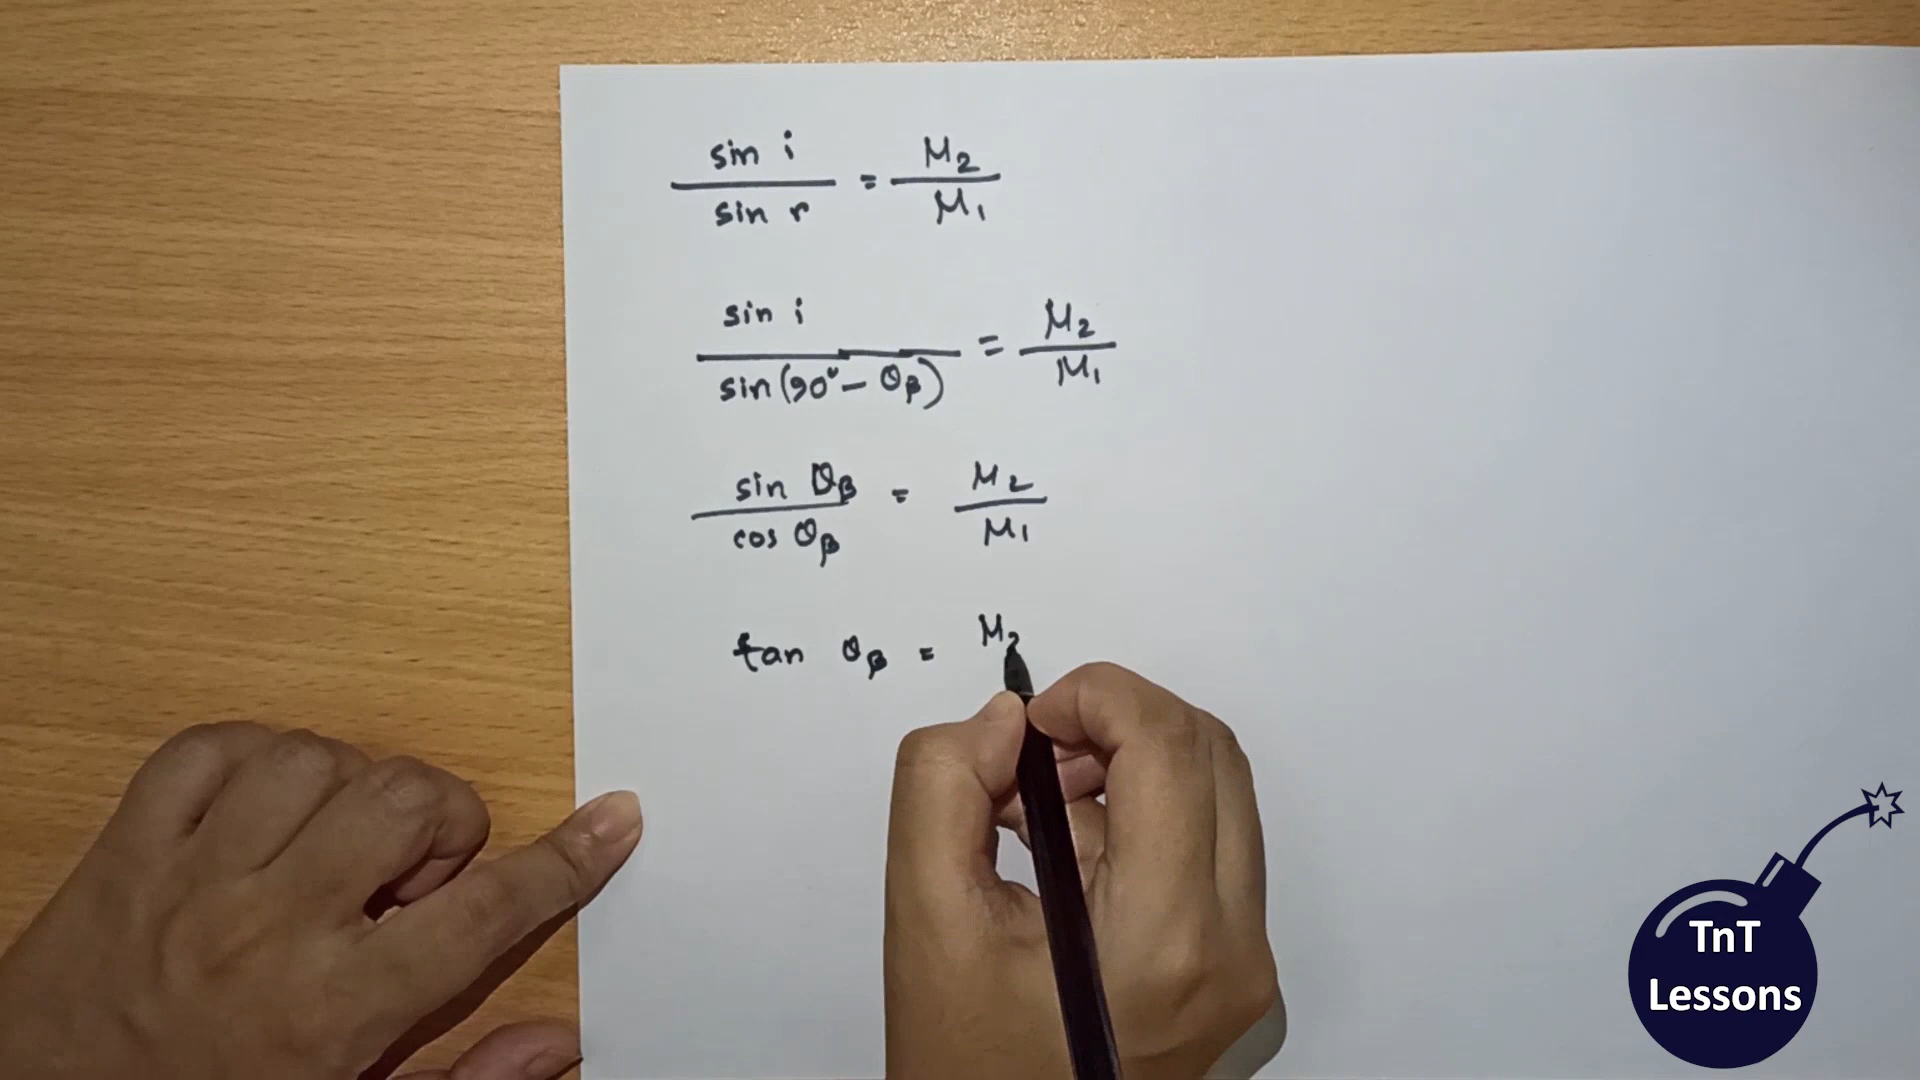 sin i / sin r = μ2 / μ1
sin i / sin (90° - θβ) = μ2 / μ1
sin θβ / cos θβ = μ2 / μ1
tan θβ = μ2
TnT
Lessons